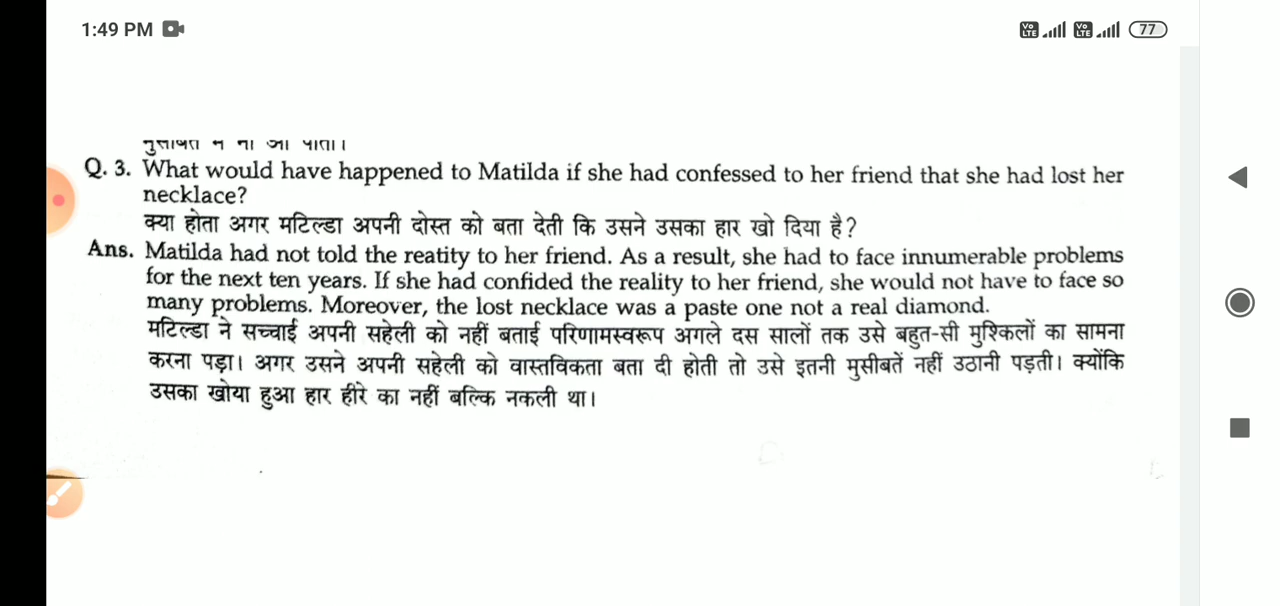 1:49 PM
Vo LTE Vo LTE 77
Q. 3. What would have happened to Matilda if she had confessed to her friend that she had lost her
necklace?
क्या होता अगर मटिल्डा अपनी दोस्त को बता देती कि उसने उसका हार खो दिया है?
Ans. Matilda had not told the reatity to her friend. As a result, she had to face innumerable problems
for the next ten years. If she had confided the reality to her friend, she would not have to face so
many problems. Moreover, the lost necklace was a paste one not a real diamond.
मटिल्डा ने सच्चाई अपनी सहेली को नहीं बताई परिणामस्वरूप अगले दस सालों तक उसे बहुत-सी मुश्किलों का सामना
करना पड़ा। अगर उसने अपनी सहेली को वास्तविकता बता दी होती तो उसे इतनी मुसीबतें नहीं उठानी पड़ती। क्योंकि
उसका खोया हुआ हार हीरे का नहीं बल्कि नकली था।